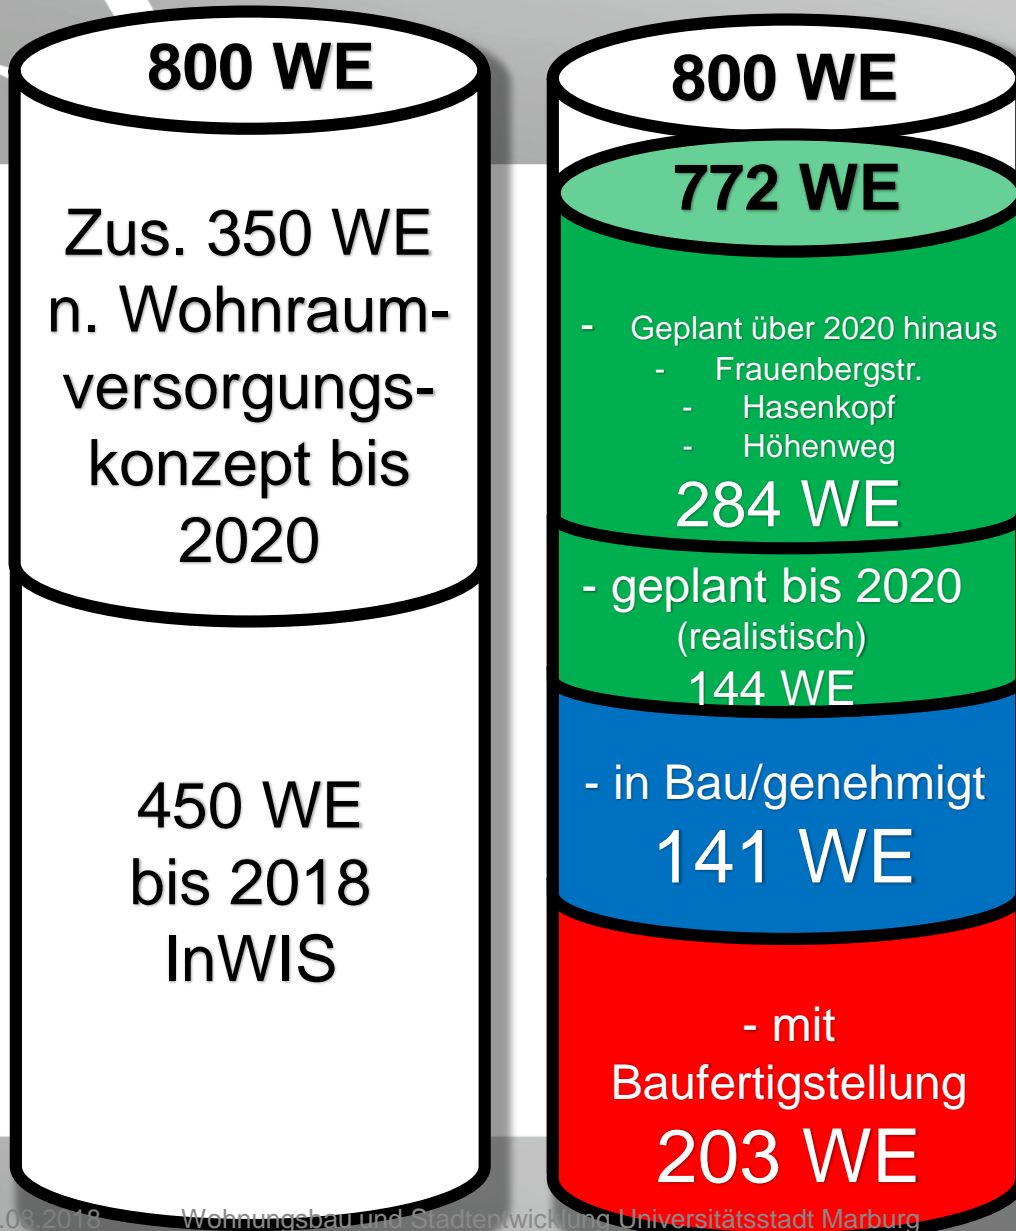 800 WE
Zus. 350 WE
n. Wohnraum-
versorgungs-
konzept bis
2020
450 WE
bis 2018
InWIS
800 WE
772 WE
- Geplant über 2020 hinaus
- Frauenbergstr.
- Hasenkopf
- Höhenweg
284 WE
- geplant bis 2020
(realistisch)
144 WE
- in Bau/genehmigt
141 WE
- mit
Baufertigstellung
203 WE
.03.2018 Wohnungsbau und Stadtentwicklung Universitätsstadt Marburg